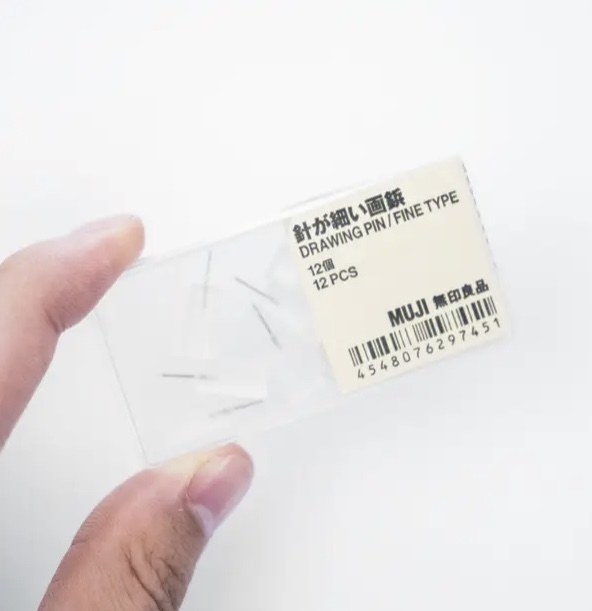 針が細い画鋲
DRAWING PIN/FINE TYPE
12個
12 PCS
MUJI 無印良品
4548076297451